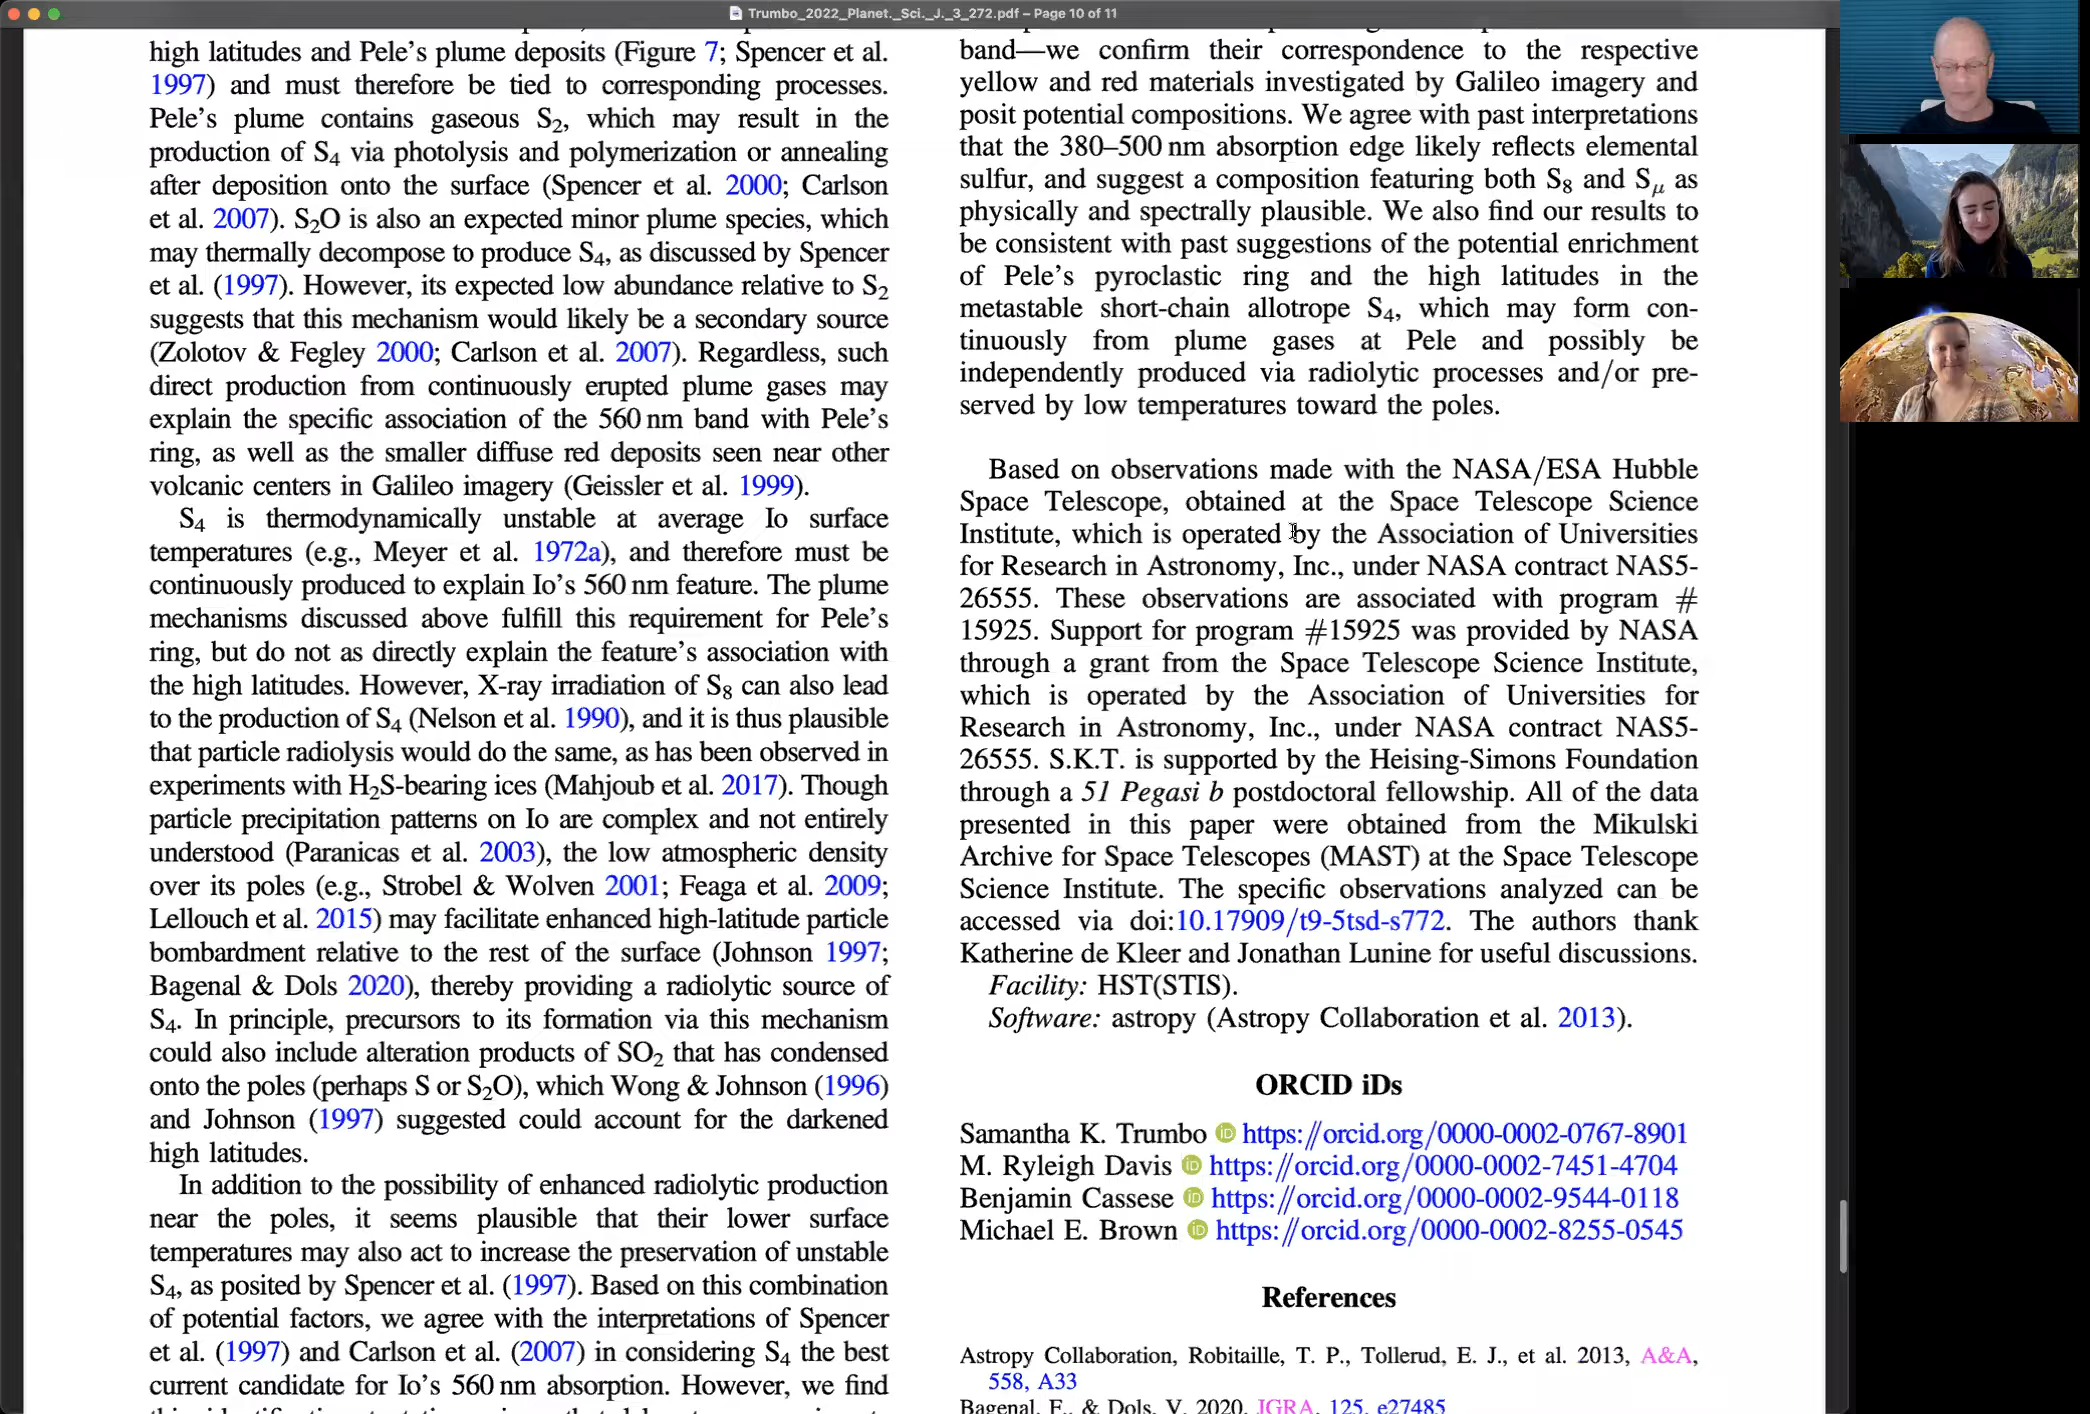 Trumbo_2022_Planet._Sci._J._3_272.pdf – Page 10 of 11
high latitudes and Pele's plume deposits (Figure 7; Spencer et al.
1997) and must therefore be tied to corresponding processes.
Pele's plume contains gaseous S₂, which may result in the
production of S₄ via photolysis and polymerization or annealing
after deposition onto the surface (Spencer et al. 2000; Carlson
et al. 2007). S₂O is also an expected minor plume species, which
may thermally decompose to produce S₄, as discussed by Spencer
et al. (1997). However, its expected low abundance relative to S₂
suggests that this mechanism would likely be a secondary source
(Zolotov & Fegley 2000; Carlson et al. 2007). Regardless, such
direct production from continuously erupted plume gases may
explain the specific association of the 560 nm band with Pele's
ring, as well as the smaller diffuse red deposits seen near other
volcanic centers in Galileo imagery (Geissler et al. 1999).
S₄ is thermodynamically unstable at average Io surface
temperatures (e.g., Meyer et al. 1972a), and therefore must be
continuously produced to explain Io's 560 nm feature. The plume
mechanisms discussed above fulfill this requirement for Pele's
ring, but do not as directly explain the feature's association with
the high latitudes. However, X-ray irradiation of S₈ can also lead
to the production of S₄ (Nelson et al. 1990), and it is thus plausible
that particle radiolysis would do the same, as has been observed in
experiments with H₂S-bearing ices (Mahjoub et al. 2017). Though
particle precipitation patterns on Io are complex and not entirely
understood (Paranicas et al. 2003), the low atmospheric density
over its poles (e.g., Strobel & Wolven 2001; Feaga et al. 2009;
Lellouch et al. 2015) may facilitate enhanced high-latitude particle
bombardment relative to the rest of the surface (Johnson 1997;
Bagenal & Dols 2020), thereby providing a radiolytic source of
S₄. In principle, precursors to its formation via this mechanism
could also include alteration products of SO₂ that has condensed
onto the poles (perhaps S or S₂O), which Wong & Johnson (1996)
and Johnson (1997) suggested could account for the darkened
high latitudes.
In addition to the possibility of enhanced radiolytic production
near the poles, it seems plausible that their lower surface
temperatures may also act to increase the preservation of unstable
S₄, as posited by Spencer et al. (1997). Based on this combination
of potential factors, we agree with the interpretations of Spencer
et al. (1997) and Carlson et al. (2007) in considering S₄ the best
current candidate for Io's 560 nm absorption. However, we find
band—we confirm their correspondence to the respective
yellow and red materials investigated by Galileo imagery and
posit potential compositions. We agree with past interpretations
that the 380–500 nm absorption edge likely reflects elemental
sulfur, and suggest a composition featuring both S₈ and Sμ as
physically and spectrally plausible. We also find our results to
be consistent with past suggestions of the potential enrichment
of Pele's pyroclastic ring and the high latitudes in the
metastable short-chain allotrope S₄, which may form con-
tinuously from plume gases at Pele and possibly be
independently produced via radiolytic processes and/or pre-
served by low temperatures toward the poles.
Based on observations made with the NASA/ESA Hubble
Space Telescope, obtained at the Space Telescope Science
Institute, which is operated by the Association of Universities
for Research in Astronomy, Inc., under NASA contract NAS5-
26555. These observations are associated with program #
15925. Support for program #15925 was provided by NASA
through a grant from the Space Telescope Science Institute,
which is operated by the Association of Universities for
Research in Astronomy, Inc., under NASA contract NAS5-
26555. S.K.T. is supported by the Heising-Simons Foundation
through a 51 Pegasi b postdoctoral fellowship. All of the data
presented in this paper were obtained from the Mikulski
Archive for Space Telescopes (MAST) at the Space Telescope
Science Institute. The specific observations analyzed can be
accessed via doi:10.17909/t9-5tsd-s772. The authors thank
Katherine de Kleer and Jonathan Lunine for useful discussions.
Facility: HST(STIS).
Software: astropy (Astropy Collaboration et al. 2013).
ORCID iDs
Samantha K. Trumbo iD https://orcid.org/0000-0002-0767-8901
M. Ryleigh Davis iD https://orcid.org/0000-0002-7451-4704
Benjamin Cassese iD https://orcid.org/0000-0002-9544-0118
Michael E. Brown iD https://orcid.org/0000-0002-8255-0545
References
Astropy Collaboration, Robitaille, T. P., Tollerud, E. J., et al. 2013, A&A,
558, A33
Bagenal, F., & Dols, V. 2020, JGRA, 125, e27485